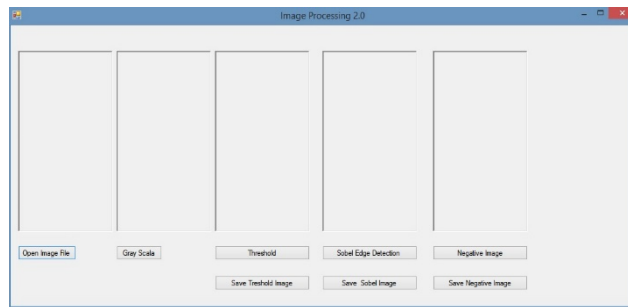 Image Processing 2.0
Open Image File
Gray Scala
Threshold
Sobel Edge Detection
Negative Image
Save Treshold Image
Save Sobel Image
Save Negative Image